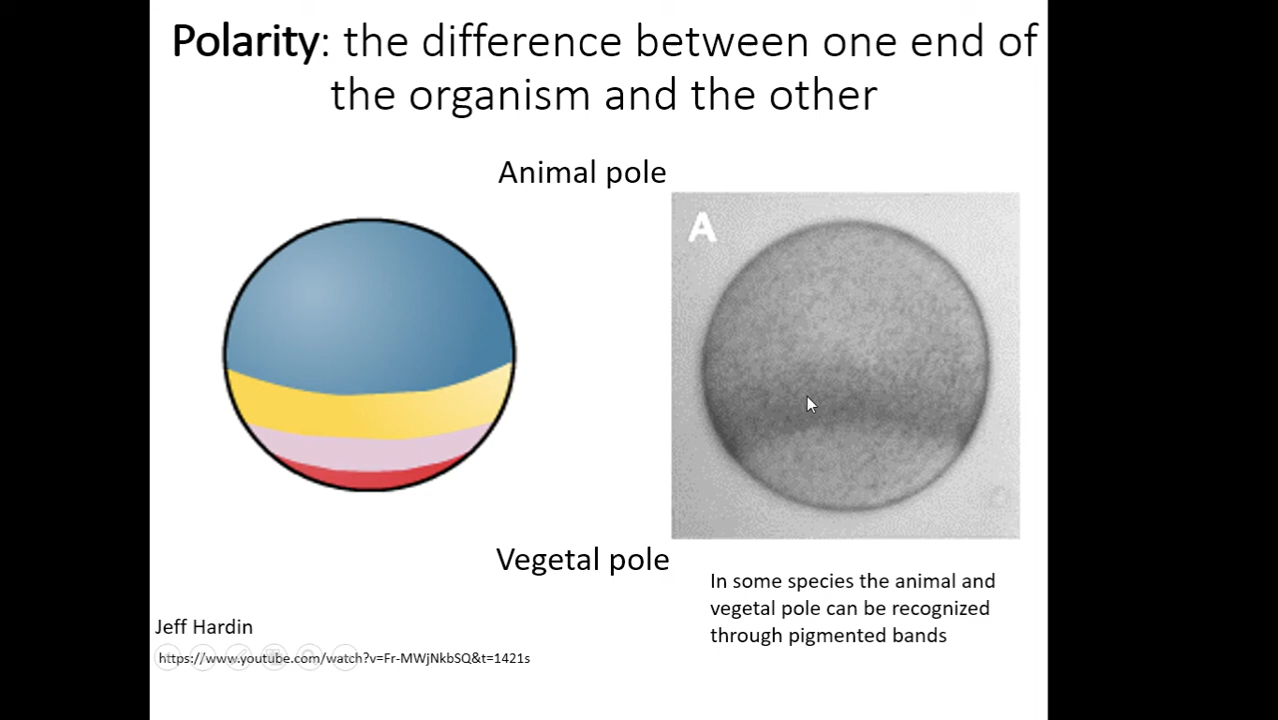 Polarity: the difference between one end of
the organism and the other
Animal pole
A
Vegetal pole
In some species the animal and
vegetal pole can be recognized
through pigmented bands
Jeff Hardin
https://www.youtube.com/watch?v=Fr-MWjNkbSQ&t=1421s